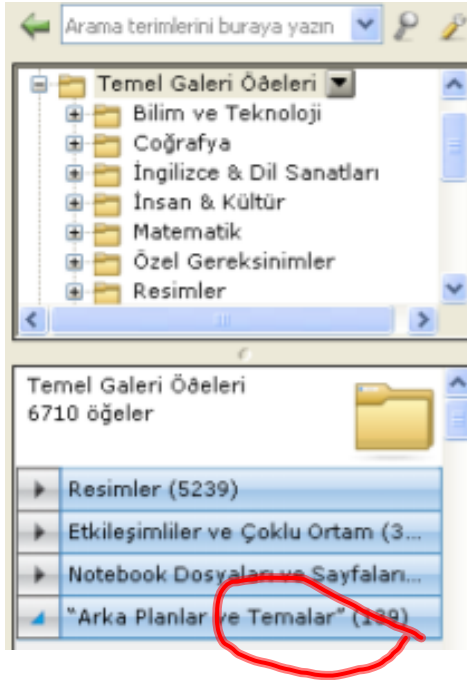 Arama terimlerini buraya yazın
Temel Galeri Öðeleri
Bilim ve Teknoloji
Coğrafya
İngilizce & Dil Sanatları
İnsan & Kültür
Matematik
Özel Gereksinimler
Resimler
Temel Galeri Öðeleri
6710 öğeler
Resimler (5239)
Etkileşimliler ve Çoklu Ortam (3...
Notebook Dosyaları ve Sayfaları...
"Arka Planlar ve Temalar"